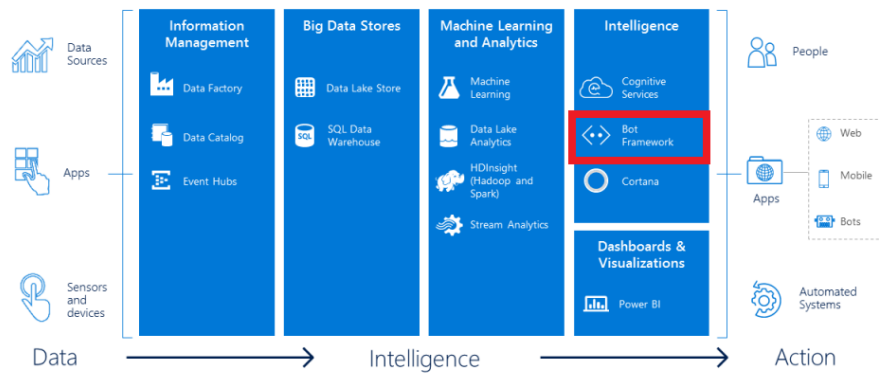 Data
Sources
Apps
Sensors
and
devices
Information
Management
Data Factory
Data Catalog
Event Hubs
Big Data Stores
Data Lake Store
SQL
SQL Data
Warehouse
Machine Learning
and Analytics
Machine
Learning
Data Lake
Analytics
HDInsight
(Hadoop and
Spark)
Stream Analytics
Intelligence
Cognitive
Services
Bot
Framework
Cortana
Dashboards &
Visualizations
Power BI
People
Apps
Web
Mobile
Bots
Automated
Systems
Data
Intelligence
Action